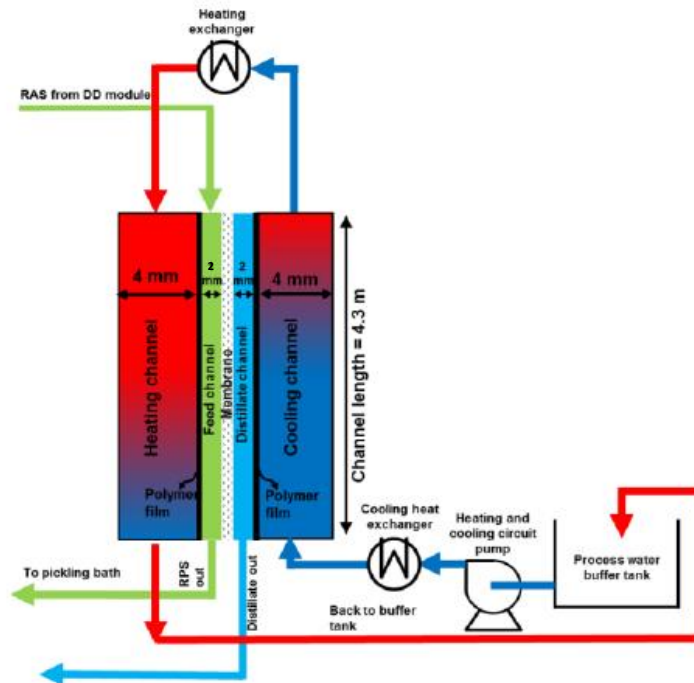 Heating
exchanger
RAS from DD module
4 mm
2
mm
2
mm
4 mm
Heating channel
Feed channel
Membrane
Distillate channel
Cooling channel
Channel length = 4.3 m
Polymer
film
Polymer
film
Cooling heat
exchanger
Heating and
cooling circuit
pump
Process water
buffer tank
To pickling bath
RPS
out
Distillate out
Back to buffer
tank